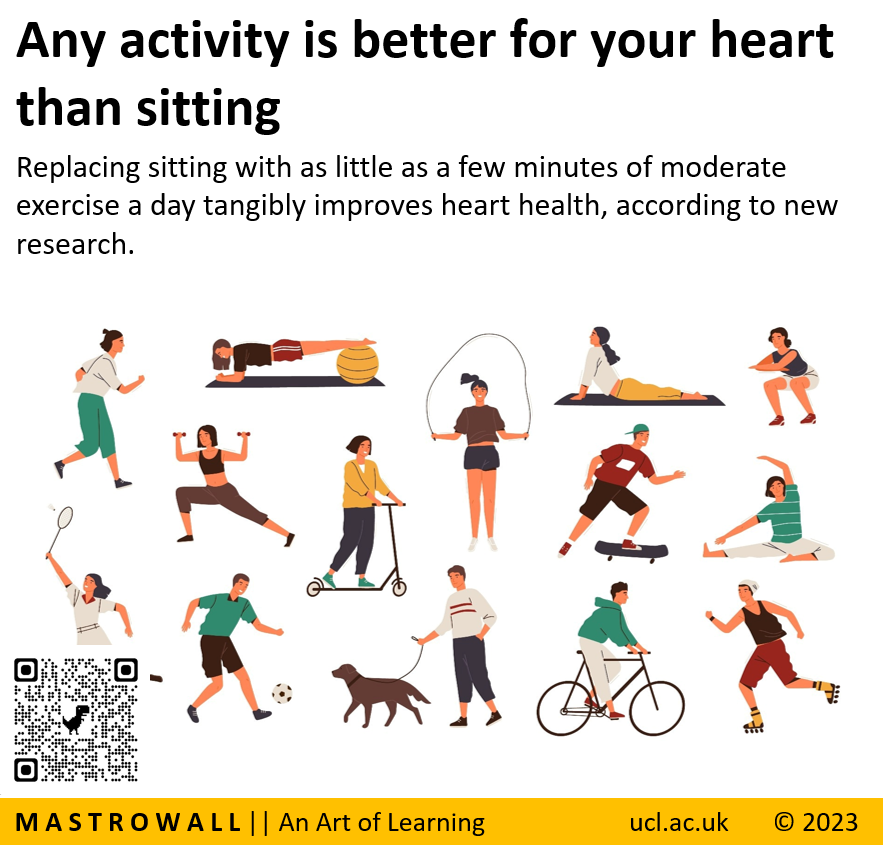 Any activity is better for your heart
than sitting
Replacing sitting with as little as a few minutes of moderate
exercise a day tangibly improves heart health, according to new
research.
MASTROWALL || An Art of Learning ucl.ac.uk © 2023